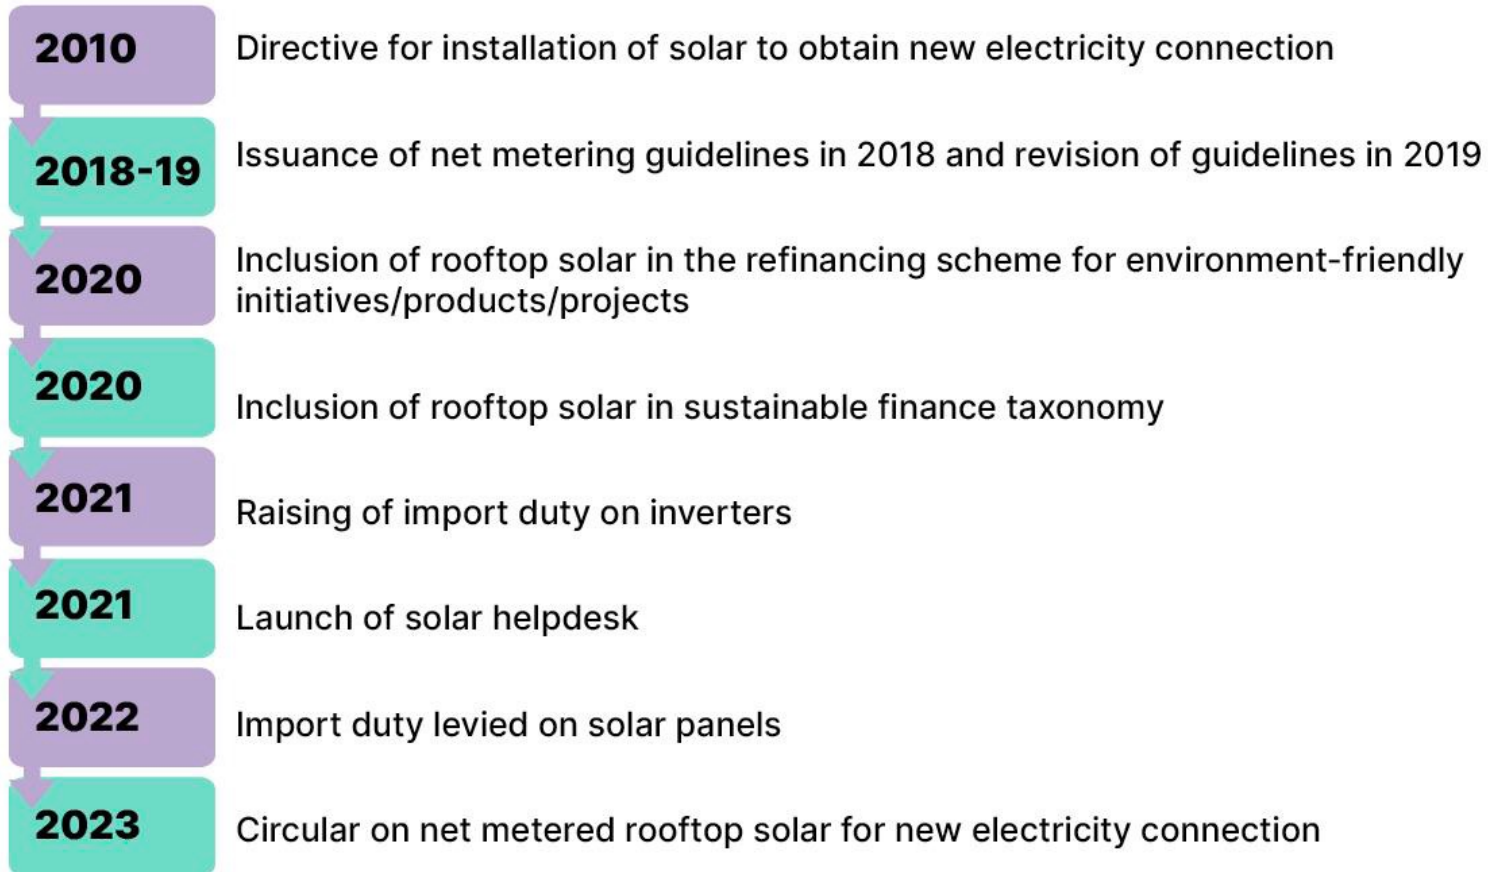 2010
Directive for installation of solar to obtain new electricity connection
2018-19
Issuance of net metering guidelines in 2018 and revision of guidelines in 2019
2020
Inclusion of rooftop solar in the refinancing scheme for environment-friendly
initiatives/products/projects
2020
Inclusion of rooftop solar in sustainable finance taxonomy
2021
Raising of import duty on inverters
2021
Launch of solar helpdesk
2022
Import duty levied on solar panels
2023
Circular on net metered rooftop solar for new electricity connection